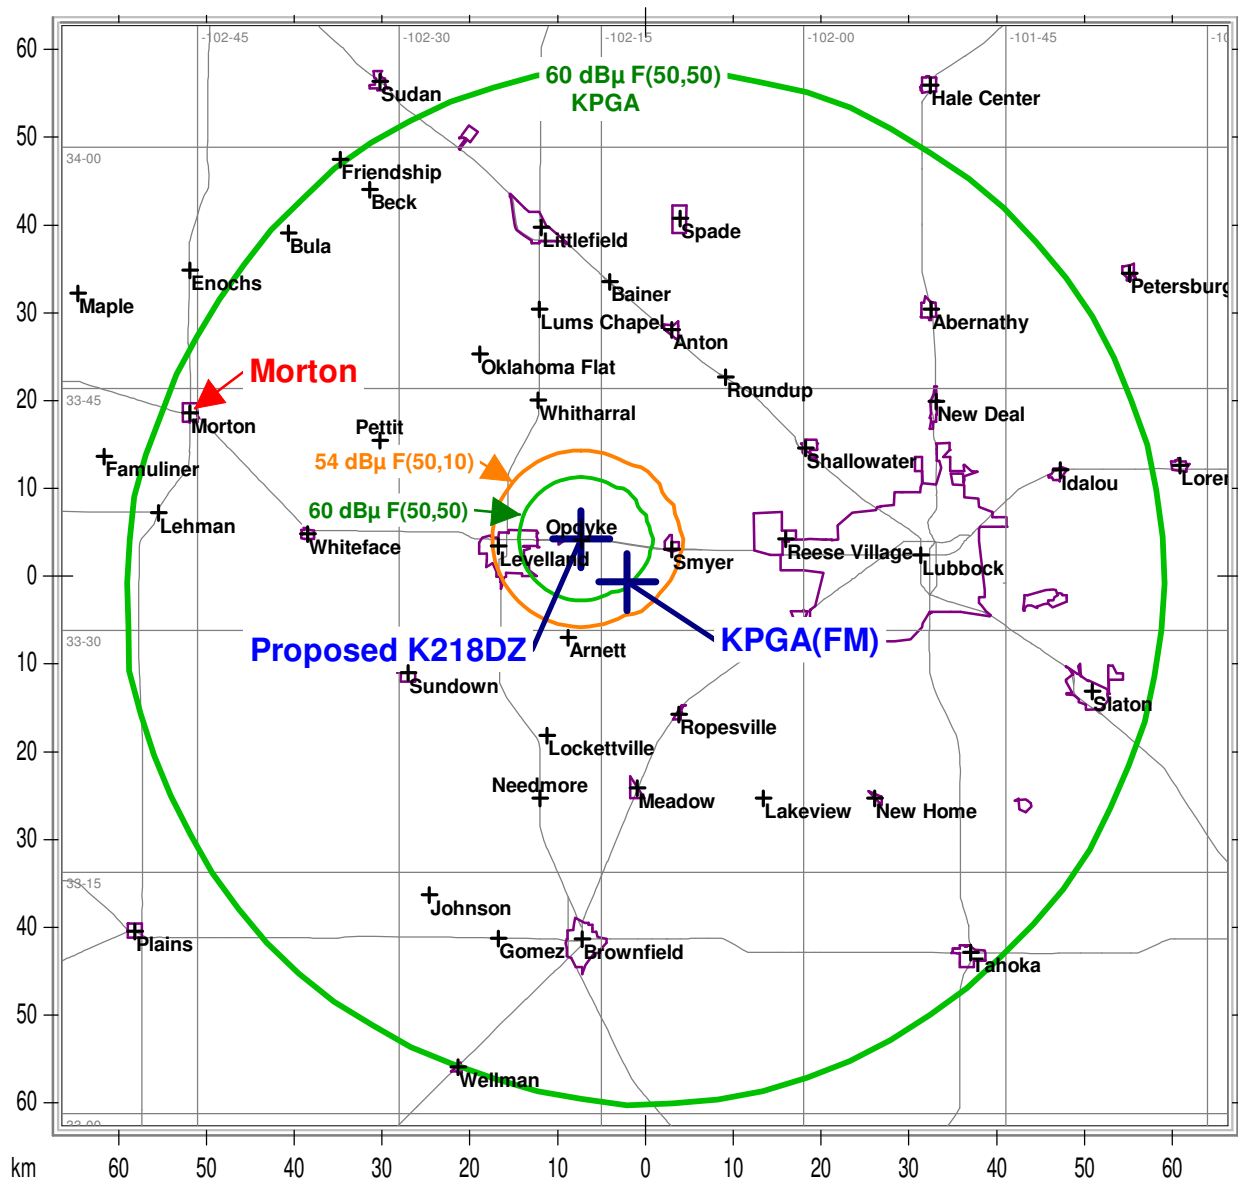 -102-45
-102-30
-102-15
-102-00
-101-45
60
60 dBµ F(50,50)
KPGA
Sudan
Hale Center
50
34-00
Friendship
Beck
40
Spade
Bula
Littlefield
Enochs
Petersburg
30
Maple
Bainer
Lums Chapel
Abernathy
Anton
Oklahoma Flat
Morton
Roundup
20
33-45
Whitharral
New Deal
Morton
Pettit
54 dBµ F(50,10)
Shallowater
Famuliner
Idalou
10
60 dBµ F(50,50)
Lehman
Opdyke
Whiteface
Levelland
Smyer
Reese Village
Lubbock
0
33-30
Proposed K218DZ
KPGA(FM)
Arnett
10
Sundown
Slaton
Ropesville
Lockettville
20
Needmore
Meadow
Lakeview
New Home
33-15
Johnson
40
Plains
Gomez
Brownfield
Tahoka
30
50
Wellman
60
km
60
50
40
30
20
10
0
10
20
30
40
50
60